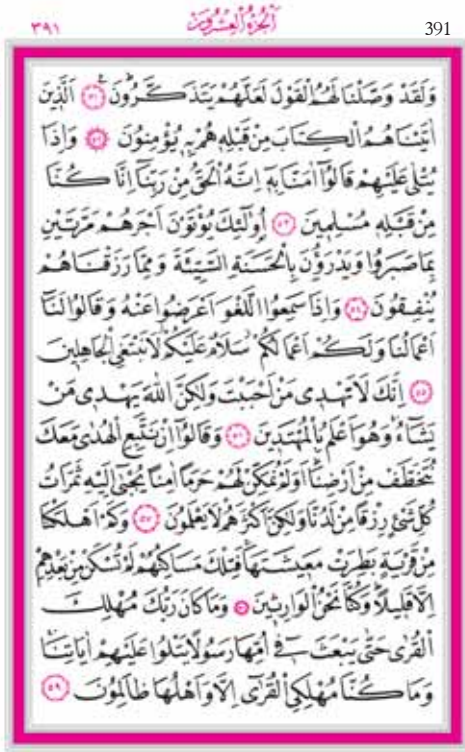 ٣٩١ اَلْجُزْءُ الْعِشْرُونَ 391
وَلَقَدْ وَصَّلْنَا لَهُمُ الْقَوْلَ لَعَلَّهُمْ يَتَذَكَّرُونَۜ ﴿٥١﴾ اَلَّذ۪ينَ
اٰتَيْنَاهُمُ الْكِتَابَ مِنْ قَبْلِه۪ هُمْ بِه۪ يُؤْمِنُونَ ﴿٥٢﴾ وَاِذَا
يُتْلٰى عَلَيْهِمْ قَالُٓوا اٰمَنَّا بِه۪ٓ اِنَّهُ الْحَقُّ مِنْ رَبِّنَٓا اِنَّا كُنَّا
مِنْ قَبْلِه۪ مُسْلِم۪ينَ ﴿٥٣﴾ اُو۬لٰٓئِكَ يُؤْتَوْنَ اَجْرَهُمْ مَرَّتَيْنِ
بِمَا صَبَرُوا وَيَدْرَؤُ۫نَ بِالْحَسَنَةِ السَّيِّئَةَ وَمِمَّا رَزَقْنَاهُمْ
يُنْفِقُونَ ﴿٥٤﴾ وَاِذَا سَمِعُوا اللَّغْوَ اَعْرَضُوا عَنْهُ وَقَالُوا لَنَٓا
اَعْمَالُنَا وَلَكُمْ اَعْمَالُكُمْۘ سَلَامٌ عَلَيْكُمْۘ لَا نَبْتَغِي الْجَاهِل۪ينَ
﴿٥٥﴾ اِنَّكَ لَا تَهْد۪ي مَنْ اَحْبَبْتَ وَلٰكِنَّ اللّٰهَ يَهْد۪ي مَنْ
يَشَٓاءُۚ وَهُوَ اَعْلَمُ بِالْمُهْتَد۪ينَ ﴿٥٦﴾ وَقَالُٓوا اِنْ نَتَّبِعِ الْهُدٰى مَعَكَ
نُتَخَطَّفْ مِنْ اَرْضِنَاۜ اَوَلَمْ نُمَكِّنْ لَهُمْ حَرَمًا اٰمِنًا يُجْبٰٓى اِلَيْهِ ثَمَرَاتُ
كُلِّ شَيْءٍ رِزْقًا مِنْ لَدُنَّا وَلٰكِنَّ اَكْثَرَهُمْ لَا يَعْلَمُونَ ﴿٥٧﴾ وَكَمْ اَهْلَكْنَا
مِنْ قَرْيَةٍ بَطِرَتْ مَع۪يشَتَهَاۚ فَتِلْكَ مَسَاكِنُهُمْ لَمْ تُسْكَنْ مِنْ بَعْدِهِمْ
اِلَّا قَل۪يلًاۜ وَكُنَّا نَحْنُ الْوَارِث۪ينَ ﴿٥٨﴾ وَمَا كَانَ رَبُّكَ مُهْلِكَ
الْقُرٰى حَتّٰى يَبْعَثَ ف۪ٓي اُمِّهَا رَسُولًا يَتْلُوا عَلَيْهِمْ اٰيَاتِنَاۚ
وَمَا كُنَّا مُهْلِكِي الْقُرٰٓى اِلَّا وَاَهْلُهَا ظَالِمُونَ ﴿٥٩﴾